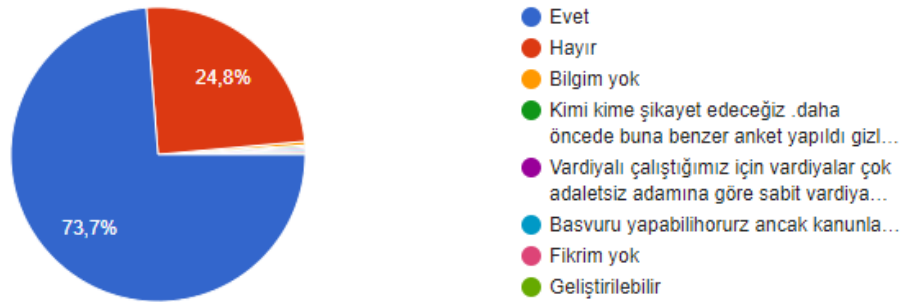 24,8%
73,7%
Evet
Hayır
Bilgim yok
Kimi kime şikayet edeceğiz .daha
öncede buna benzer anket yapıldı gizl...
Vardiyalı çalıştığımız için vardiyalar çok
adaletsiz adamına göre sabit vardiya...
Basvuru yapabilihorurz ancak kanunla...
Fikrim yok
Geliştirilebilir